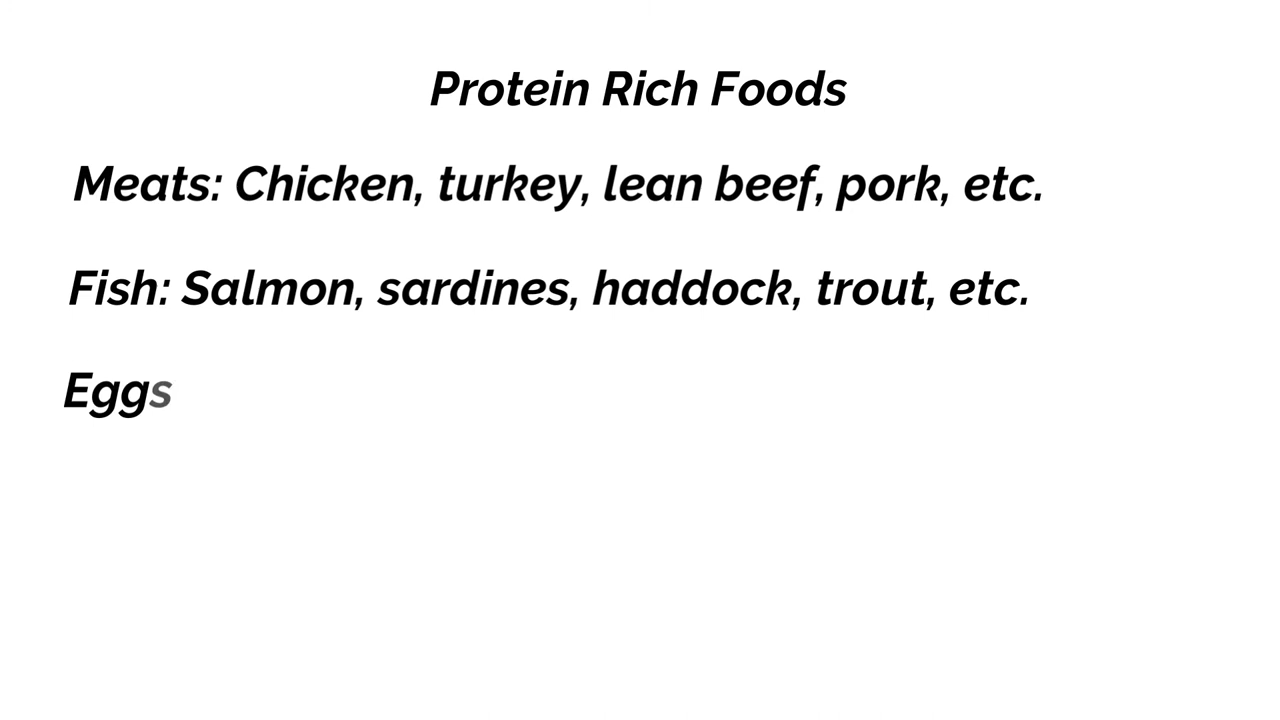 Protein Rich Foods
Meats: Chicken, turkey, lean beef, pork, etc.
Fish: Salmon, sardines, haddock, trout, etc.
Eggs